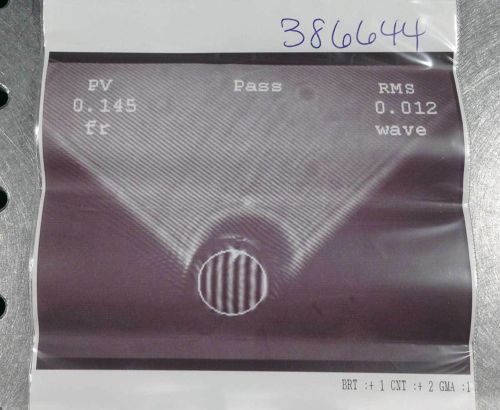 386644
PV Pass RMS
0.145 0.012
fr wave
BRT :+ 1 CNT :+ 2 GMA :1